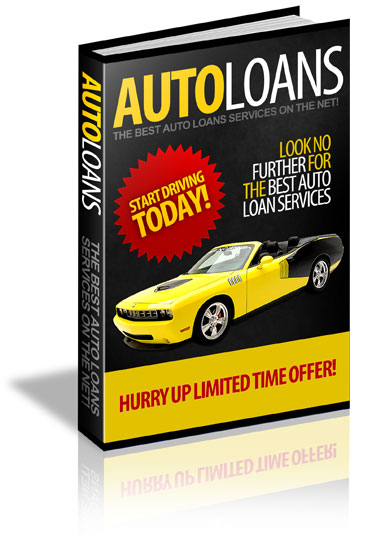 AUTOLOANS
THE BEST AUTO LOANS SERVICES ON THE NET!
LOOK NO
FURTHER FOR
THE BEST AUTO
LOAN SERVICES
START DRIVING
TODAY!
HURRY UP LIMITED TIME OFFER!
AUTOLOANS
THE BEST AUTO LOANS
SERVICES ON THE NET!